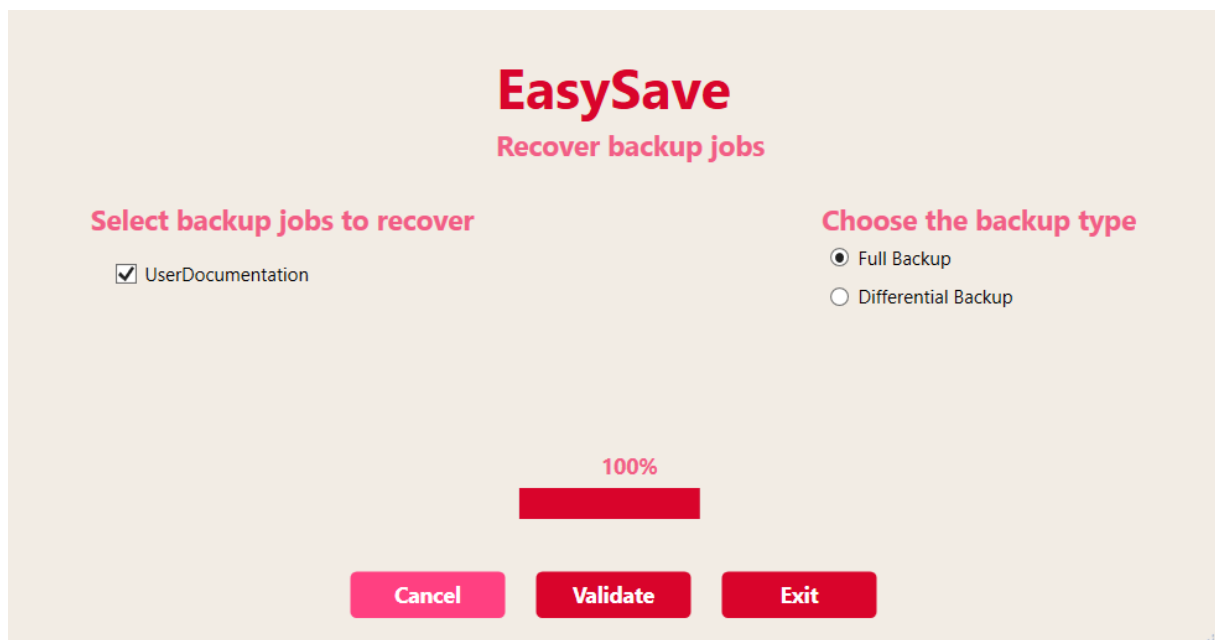 EasySave
Recover backup jobs
Select backup jobs to recover
UserDocumentation
Choose the backup type
Full Backup
Differential Backup
100%
Cancel
Validate
Exit